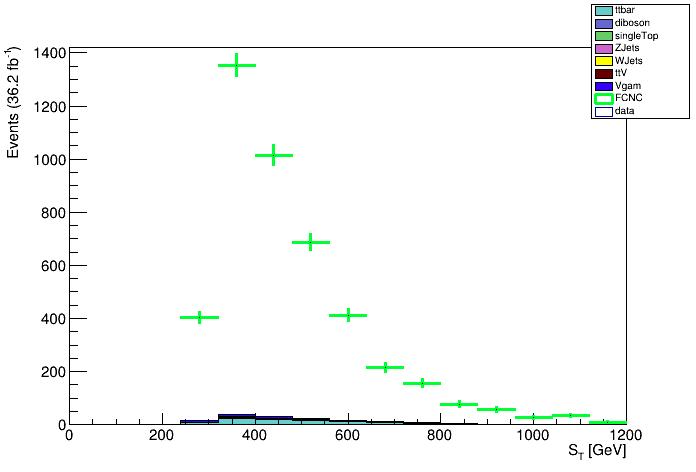 ttbar
diboson
singleTop
ZJets
WJets
ttV
Vgam
FCNC
data
Events (36.2 fb⁻¹)
1400
1200
1000
800
600
400
200
0
0 200 400 600 800 1000 1200
S_T [GeV]